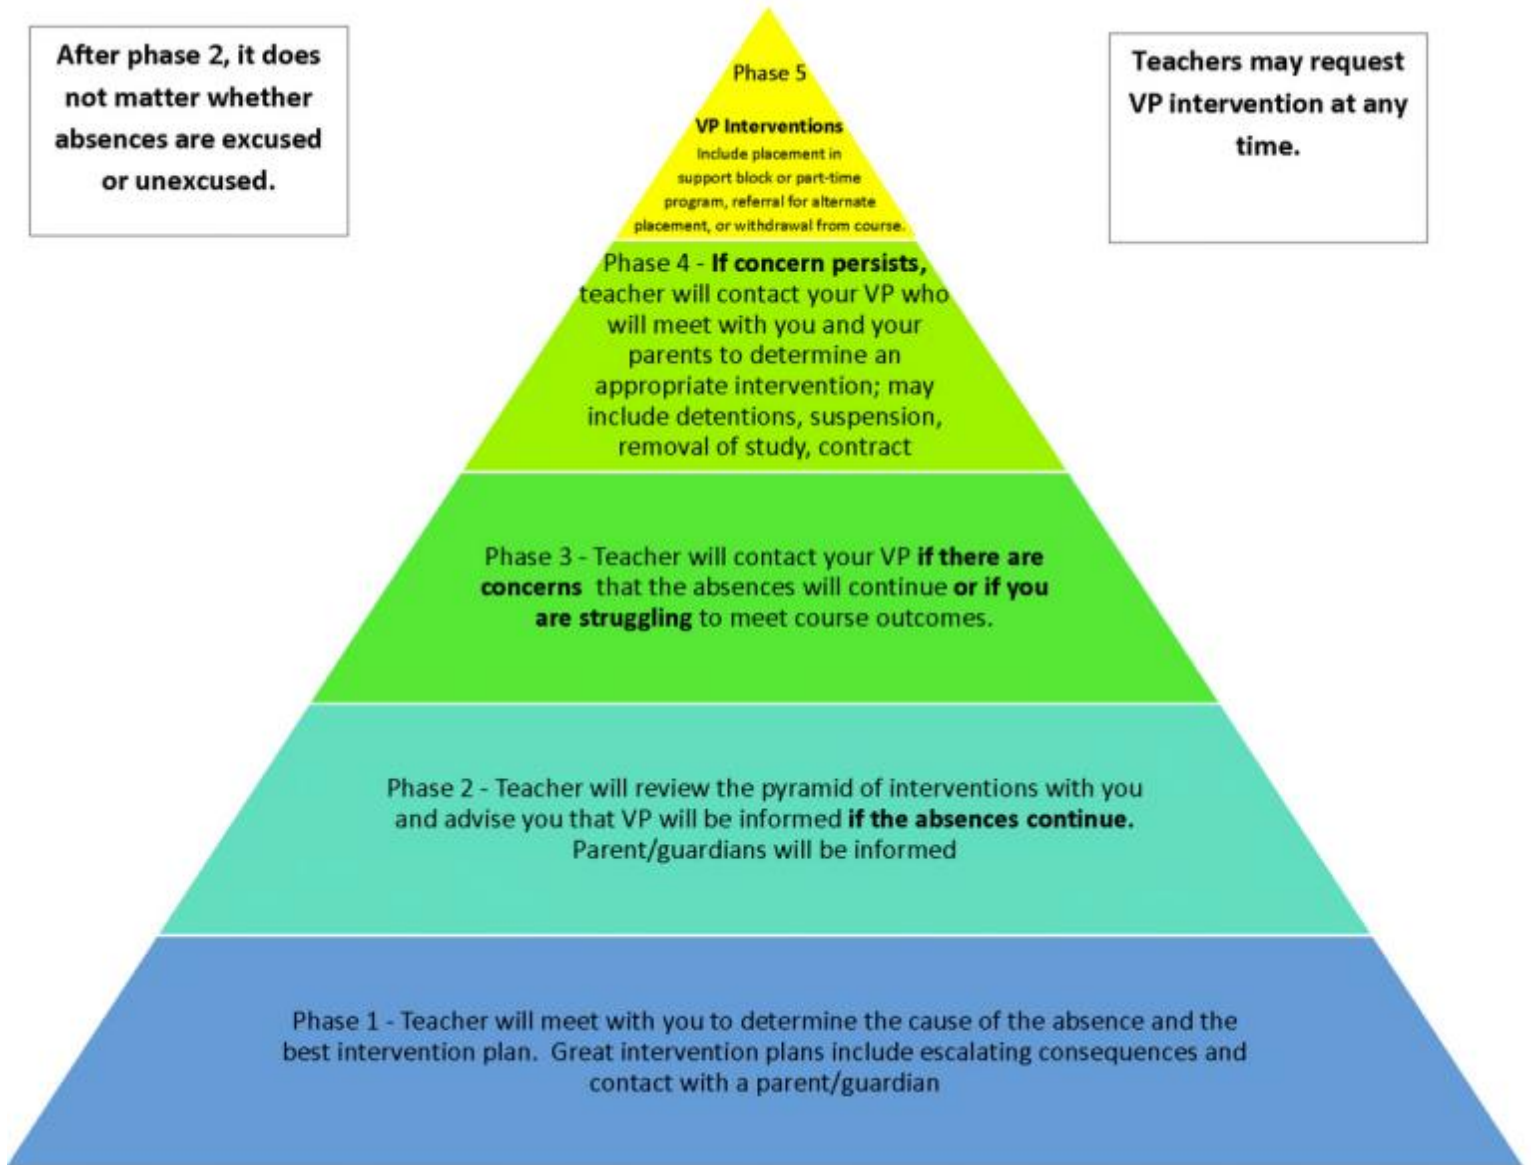 After phase 2, it does
not matter whether
absences are excused
or unexcused.
Teachers may request
VP intervention at any
time.
Phase 5
VP Interventions
Include placement in
support block or part-time
program, referral for alternate
placement, or withdrawal from course.
Phase 4 - If concern persists,
teacher will contact your VP who
will meet with you and your
parents to determine an
appropriate intervention; may
include detentions, suspension,
removal of study, contract
Phase 3 - Teacher will contact your VP if there are
concerns  that the absences will continue or if you
are struggling to meet course outcomes.
Phase 2 - Teacher will review the pyramid of interventions with you
and advise you that VP will be informed if the absences continue.
Parent/guardians will be informed
Phase 1 - Teacher will meet with you to determine the cause of the absence and the
best intervention plan.  Great intervention plans include escalating consequences and
contact with a parent/guardian